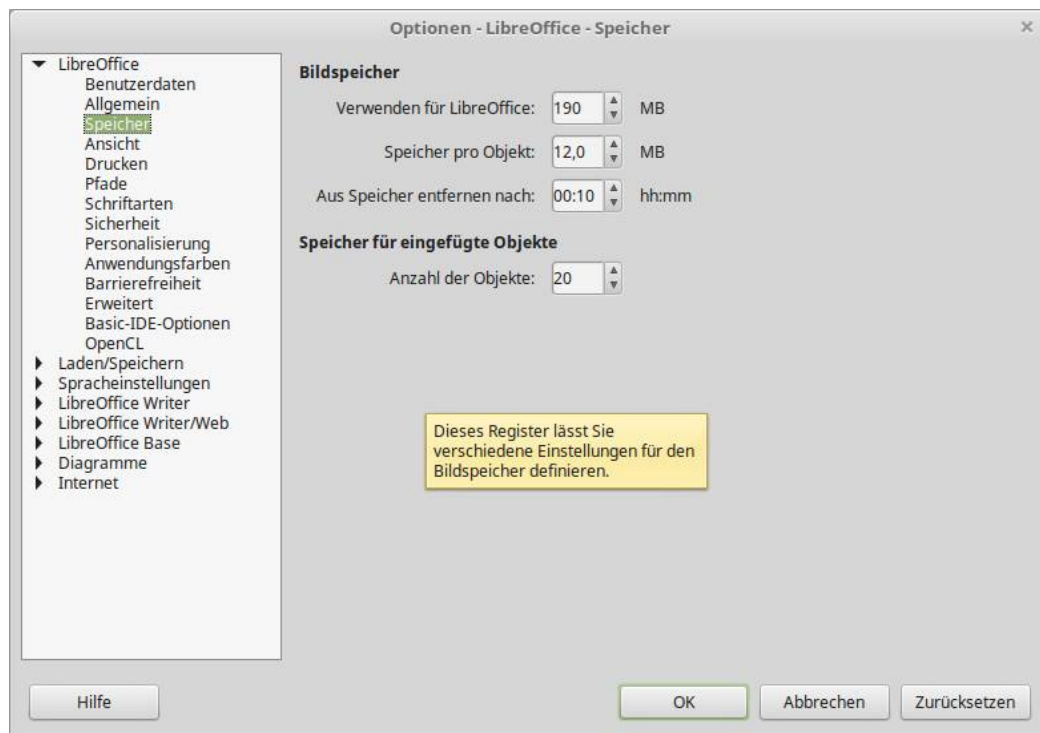 Optionen - LibreOffice - Speicher
LibreOffice
Benutzerdaten
Allgemein
Speicher
Ansicht
Drucken
Pfade
Schriftarten
Sicherheit
Personalisierung
Anwendungsfarben
Barrierefreiheit
Erweitert
Basic-IDE-Optionen
OpenCL
Laden/Speichern
Spracheinstellungen
LibreOffice Writer
LibreOffice Writer/Web
LibreOffice Base
Diagramme
Internet
Bildspeicher
Verwenden für LibreOffice: 190 MB
Speicher pro Objekt: 12,0 MB
Aus Speicher entfernen nach: 00:10 hh:mm
Speicher für eingefügte Objekte
Anzahl der Objekte: 20
Dieses Register lässt Sie
verschiedene Einstellungen für den
Bildspeicher definieren.
Hilfe OK Abbrechen Zurücksetzen